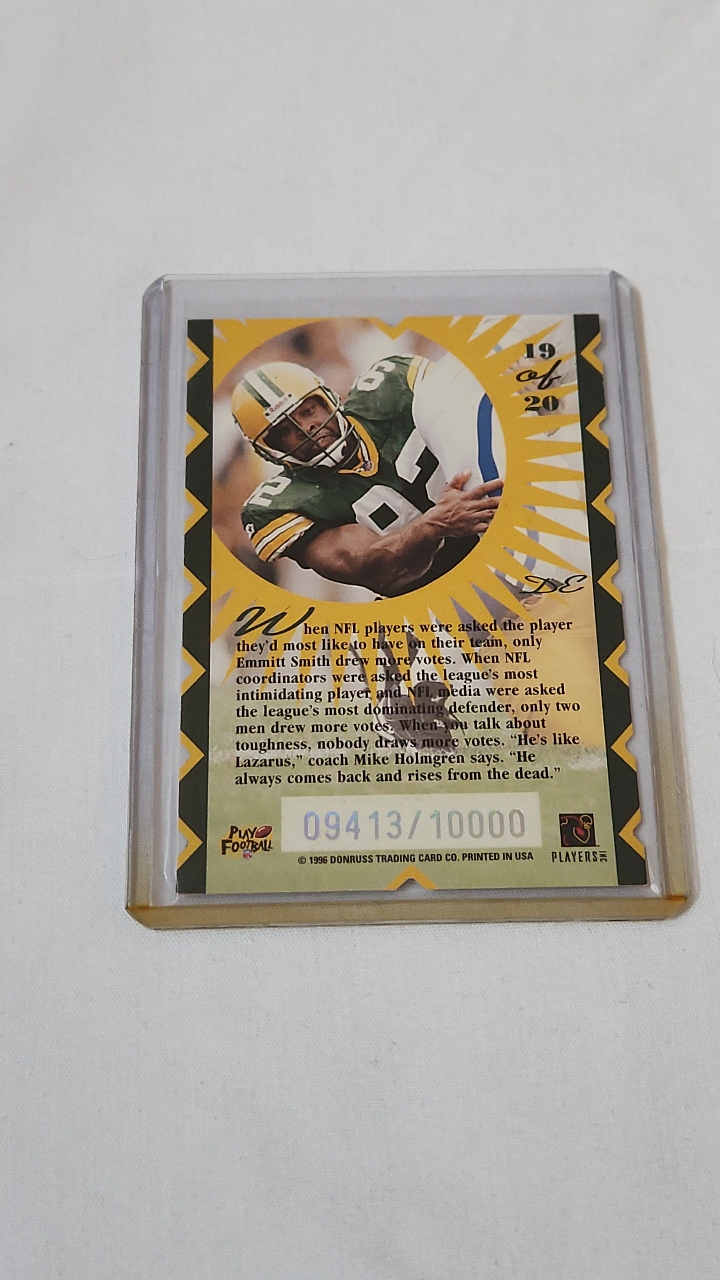 19
of
20
92
Riddell
DE
When NFL players were asked the player
they'd most like to have on their team, only
Emmitt Smith drew more votes. When NFL
coordinators were asked the league's most
intimidating player and NFL media were asked
the league's most dominating defender, only two
men drew more votes. When you talk about
toughness, nobody draws more votes. “He's like
Lazarus,” coach Mike Holmgren says. “He
always comes back and rises from the dead.”
09413/10000
PLAY
FOOTBALL
NFL
© 1996 DONRUSS TRADING CARD CO. PRINTED IN USA
PLAYERS INC